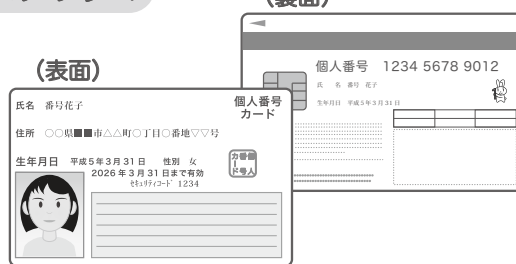 (裏面)
(表面)
個人番号 1234 5678 9012
氏 名 番号 花子
生年月日 平成5年3月31日
氏名 番号花子
個人番号
カード
住所 ○○県■■市△△町○丁目○番地▽▽号
生年月日 平成5年3月31日 性別 女
2026年3月31日まで有効
セキュリティコード 1234